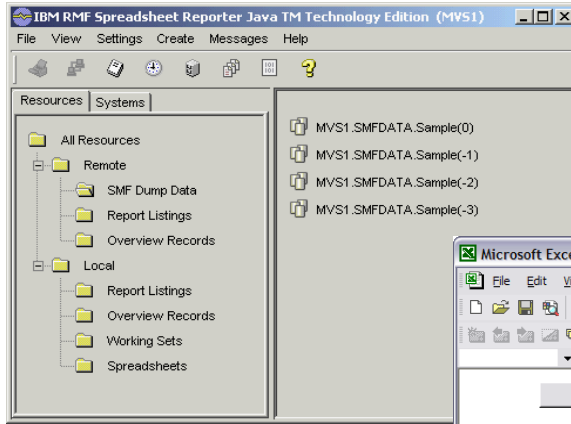 IBM RMF Spreadsheet Reporter Java TM Technology Edition (MVS1)
File View Settings Create Messages Help
Resources Systems
All Resources
Remote
SMF Dump Data
Report Listings
Overview Records
Local
Report Listings
Overview Records
Working Sets
Spreadsheets
MVS1.SMFDATA.Sample(0)
MVS1.SMFDATA.Sample(-1)
MVS1.SMFDATA.Sample(-2)
MVS1.SMFDATA.Sample(-3)
Microsoft Exce
File Edit